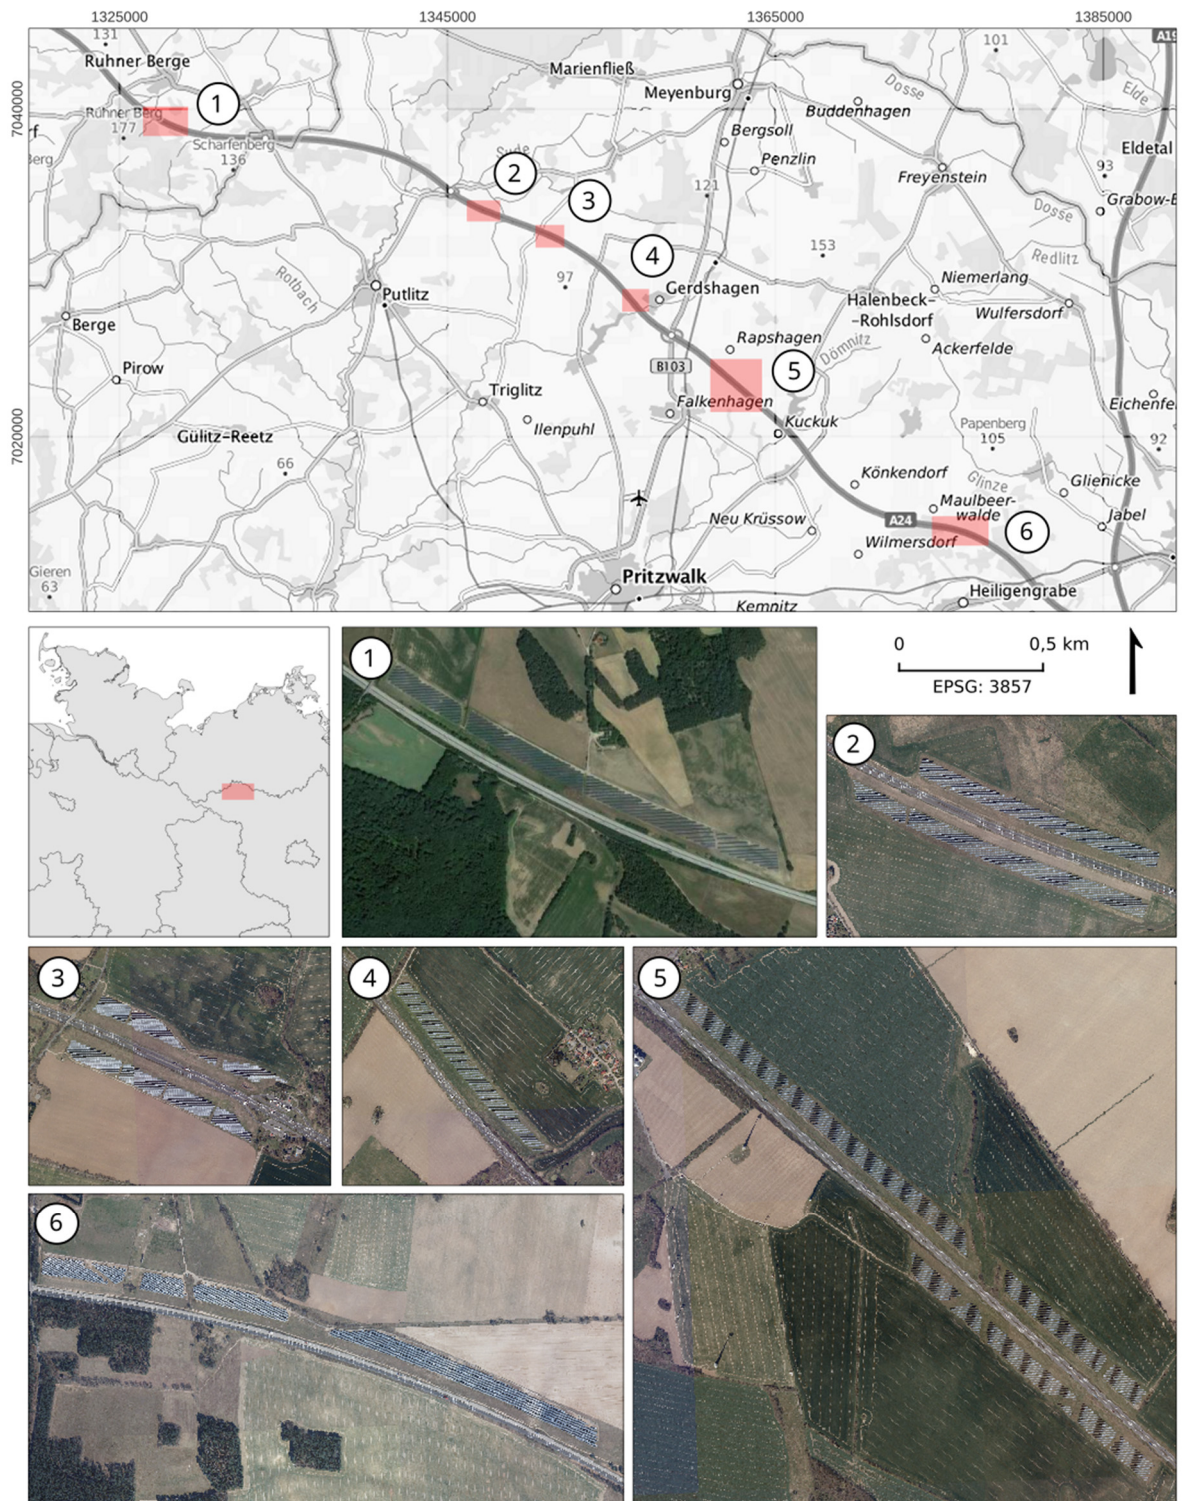 1325000
1345000
1365000
1385000
131
101
A19
Ruhner Berge
Marienfließ
Meyenburg
Dosse
Buddenhagen
Elde
7040000
Ruhner Berg
177
1
Bergsoll
rf
Scharfenberg
136
Berg
Sude
2
Penzlin
Eldetal
93
Freyenstein
121
3
Grabow-B
Dosse
153
4
Redlitz
97
Rotbach
Gerdshagen
Niemerlang
Putlitz
Halenbeck-
-Rohlsdorf
Wulfersdorf
Berge
Rapshagen
Dömnitz
Ackerfelde
Pirow
B103
5
Triglitz
Falkenhagen
Eichenfe
Kuckuk
Ilenpuhl
Papenberg
105
7020000
Gülitz-Reetz
92
66
Könkendorf
Glinze
Glienicke
Maulbeer-
walde
Neu Krüssow
A24
Jabel
6
Wilmersdorf
Gieren
63
Pritzwalk
Heiligengrabe
Kemnitz
1
0
0,5 km
EPSG: 3857
2
3
4
5
6